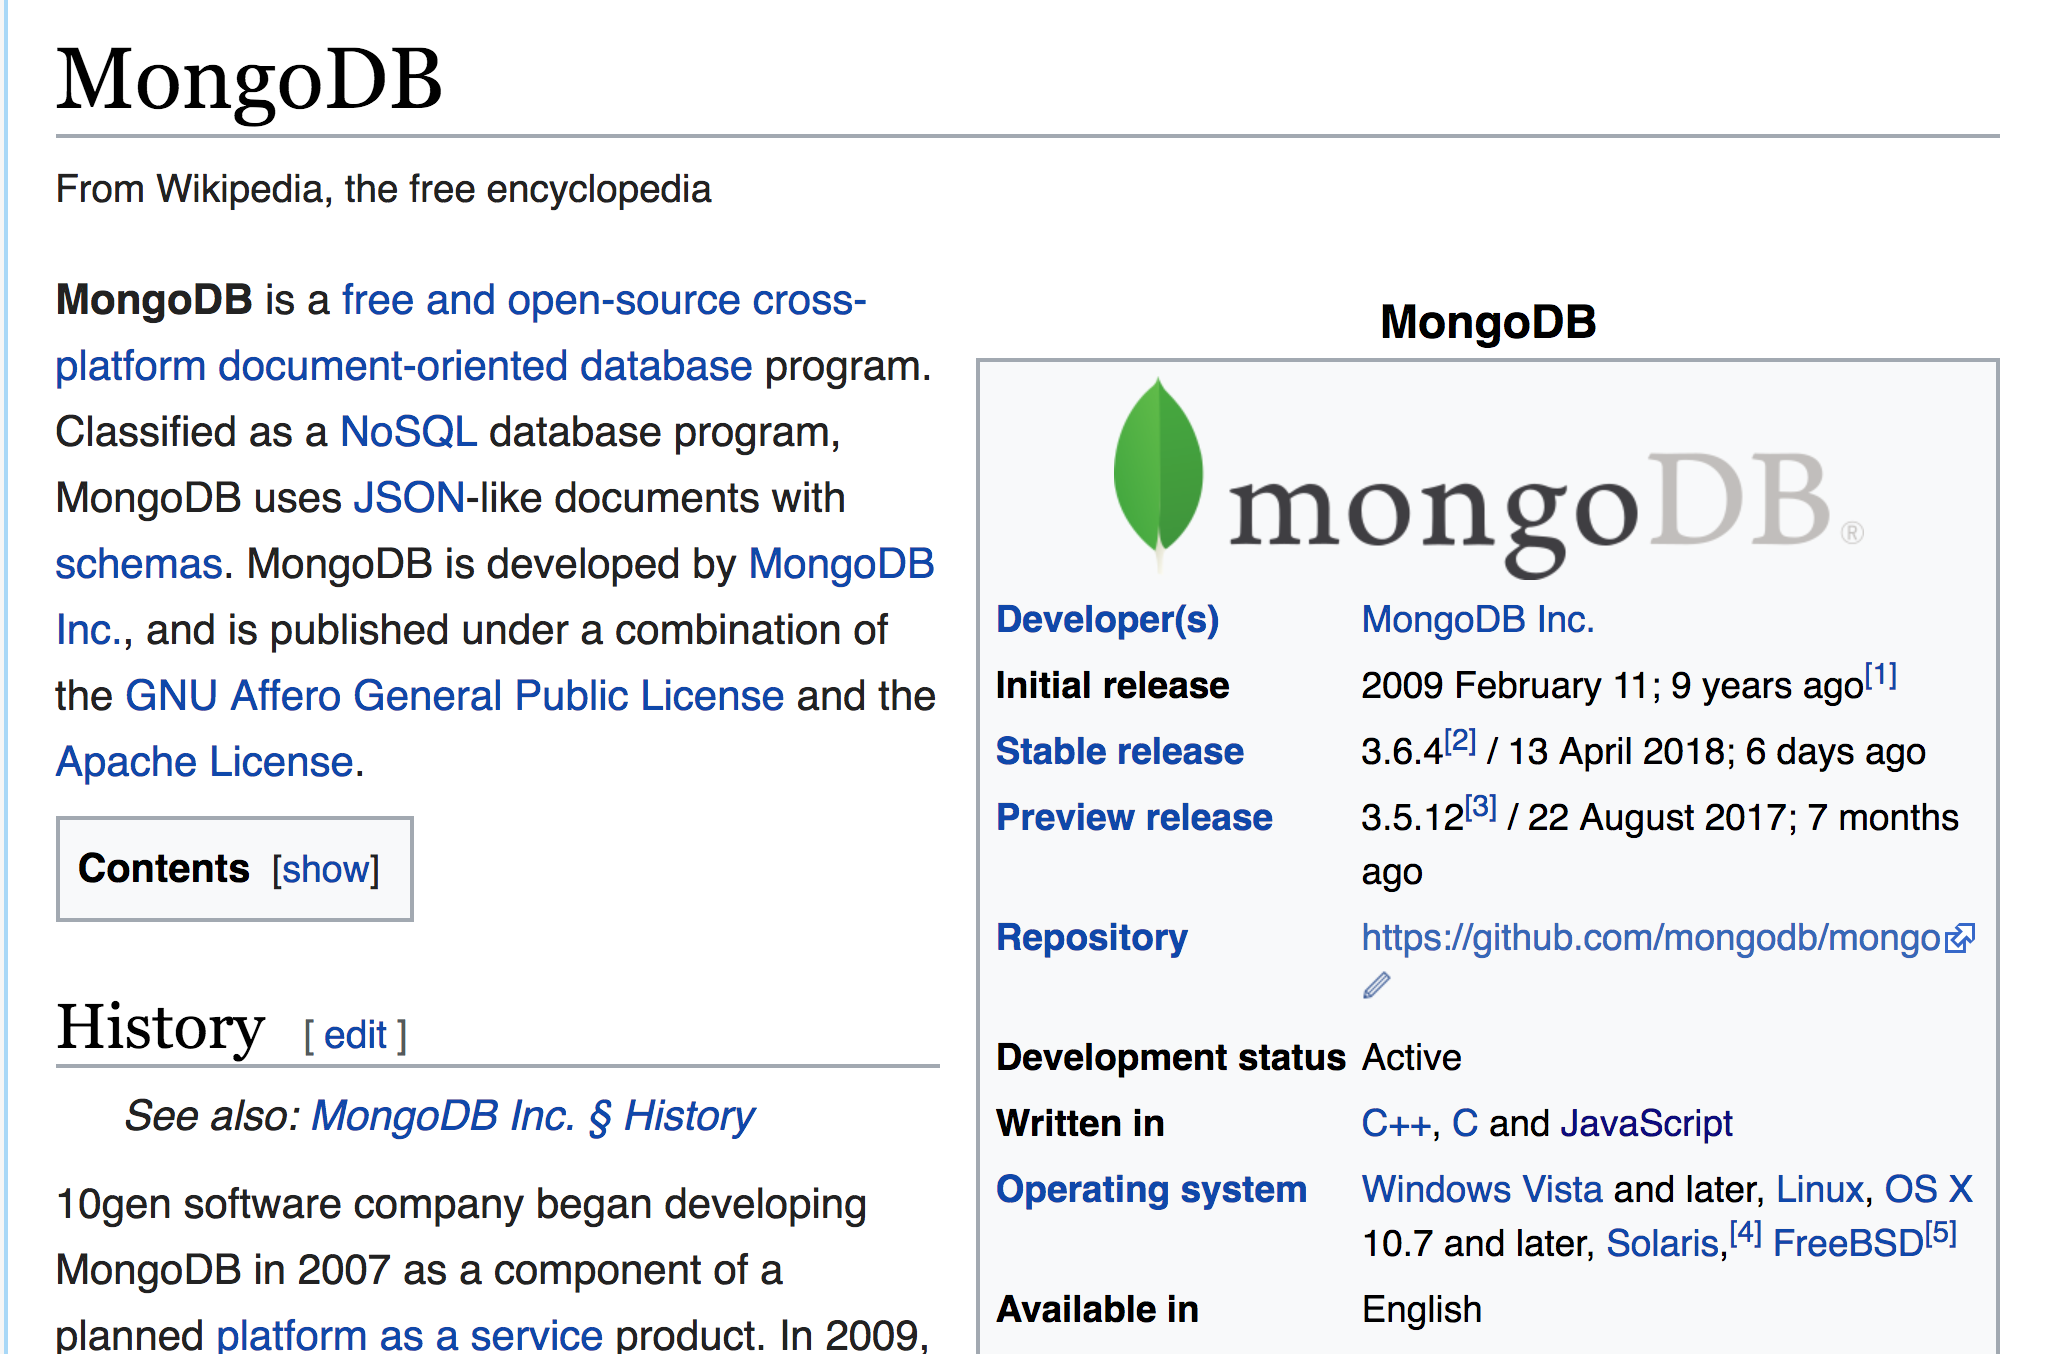 MongoDB
From Wikipedia, the free encyclopedia
MongoDB is a free and open-source cross-
platform document-oriented database program.
Classified as a NoSQL database program,
MongoDB uses JSON-like documents with
schemas. MongoDB is developed by MongoDB
Inc., and is published under a combination of
the GNU Affero General Public License and the
Apache License.
Contents [show]
History [ edit ]
See also: MongoDB Inc. § History
10gen software company began developing
MongoDB in 2007 as a component of a
planned platform as a service product. In 2009,
MongoDB
mongoDB®
Developer(s) MongoDB Inc.
Initial release 2009 February 11; 9 years ago[1]
Stable release 3.6.4[2] / 13 April 2018; 6 days ago
Preview release 3.5.12[3] / 22 August 2017; 7 months
ago
Repository https://github.com/mongodb/mongo
Development status Active
Written in C++, C and JavaScript
Operating system Windows Vista and later, Linux, OS X
10.7 and later, Solaris,[4] FreeBSD[5]
Available in English